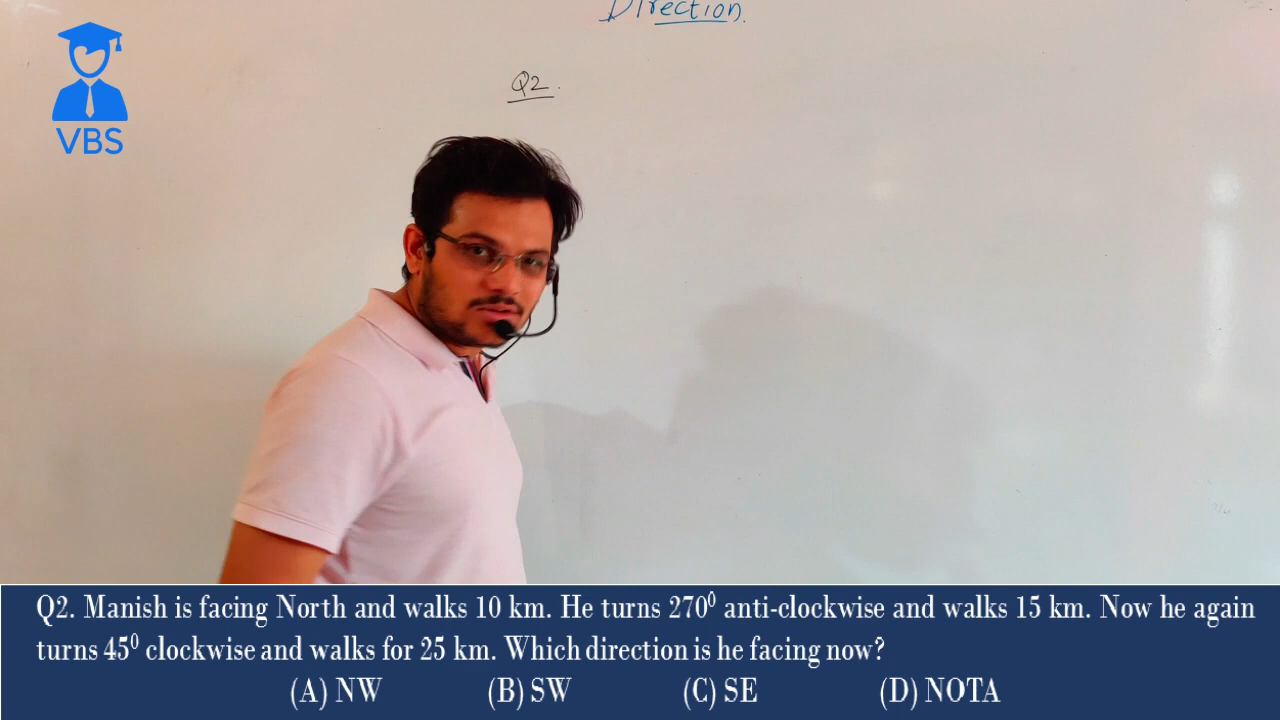 Direction.
Q2.
VBS
Q2. Manish is facing North and walks 10 km. He turns 270⁰ anti-clockwise and walks 15 km. Now he again
turns 45⁰ clockwise and walks for 25 km. Which direction is he facing now?
(A) NW (B) SW (C) SE (D) NOTA